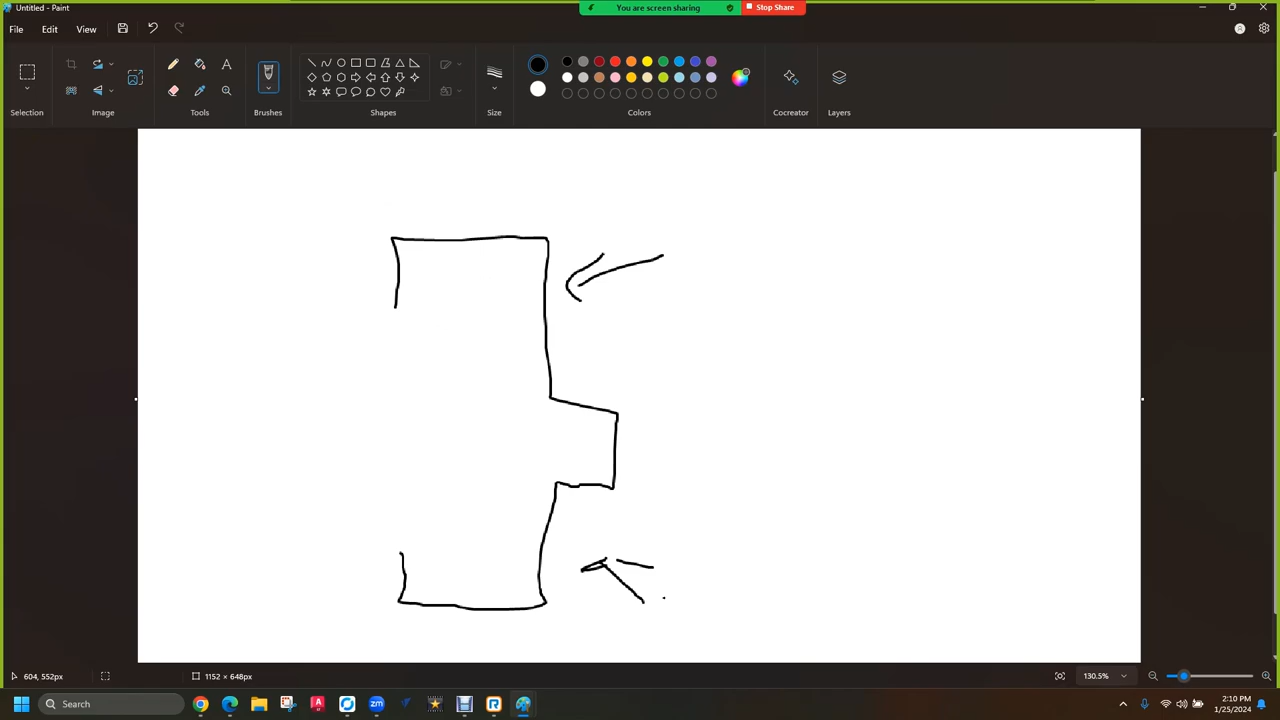 Untitled - Paint
You are screen sharing
Stop Share
File
Edit
View
Selection
Image
Tools
Brushes
Shapes
Size
Colors
Cocreator
Layers
604, 552px
1152 × 648px
130.5%
Search
2:10 PM
1/25/2024